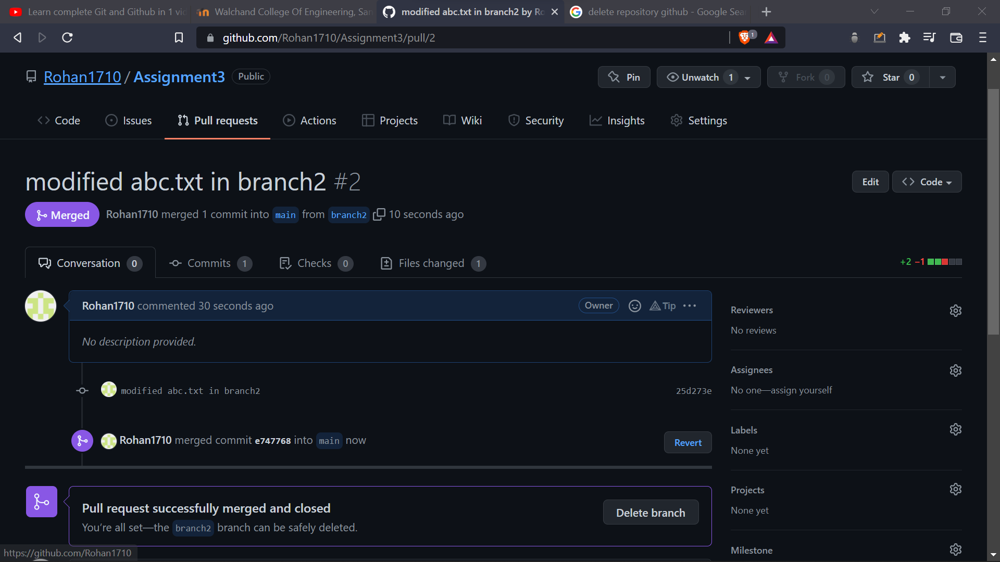 Learn complete Git and Github in 1 vic
Walchand College Of Engineering, San
modified abc.txt in branch2 by Ro
delete repository github - Google Sear
github.com/Rohan1710/Assignment3/pull/2
1
Rohan1710 / Assignment3 Public
Pin
Unwatch 1
Fork 0
Star 0
Code
Issues
Pull requests
Actions
Projects
Wiki
Security
Insights
Settings
modified abc.txt in branch2 #2
Edit
Code
Merged
Rohan1710 merged 1 commit into main from branch2 10 seconds ago
Conversation 0
Commits 1
Checks 0
Files changed 1
+2 −1
Rohan1710 commented 30 seconds ago
Owner
Tip
No description provided.
modified abc.txt in branch2
25d273e
Rohan1710 merged commit e747768 into main now
Revert
Pull request successfully merged and closed
You're all set—the branch2 branch can be safely deleted.
Delete branch
Reviewers
No reviews
Assignees
No one—assign yourself
Labels
None yet
Projects
None yet
Milestone
https://github.com/Rohan1710